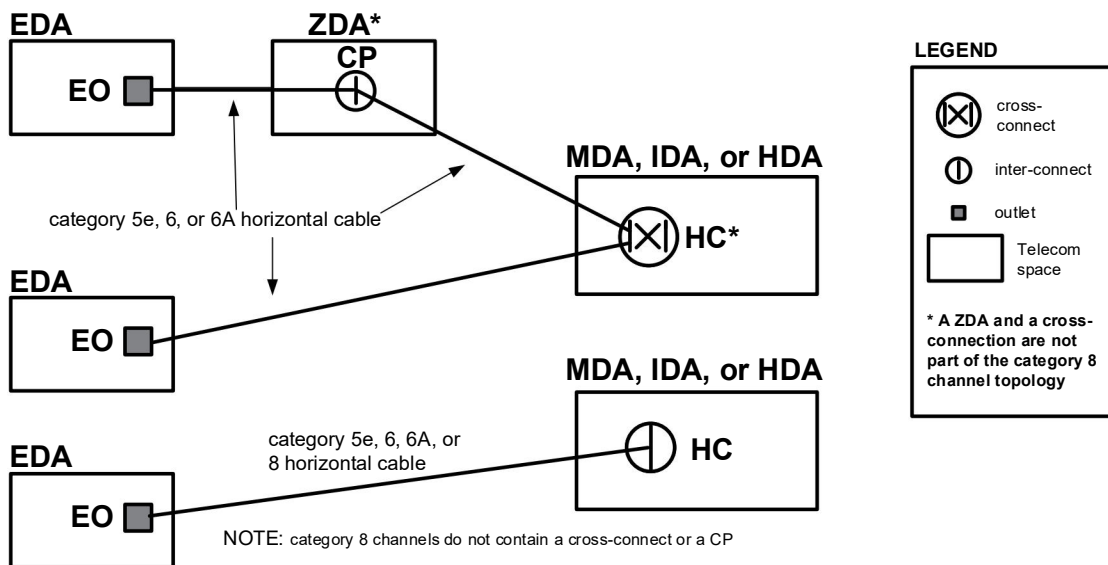 EDA
ZDA*
CP
EO
MDA, IDA, or HDA
category 5e, 6, or 6A horizontal cable
HC*
EDA
EO
MDA, IDA, or HDA
category 5e, 6, 6A, or
8 horizontal cable
HC
EDA
EO
NOTE: category 8 channels do not contain a cross-connect or a CP
LEGEND
cross-
connect
inter-connect
outlet
Telecom
space
* A ZDA and a cross-
connection are not
part of the category 8
channel topology